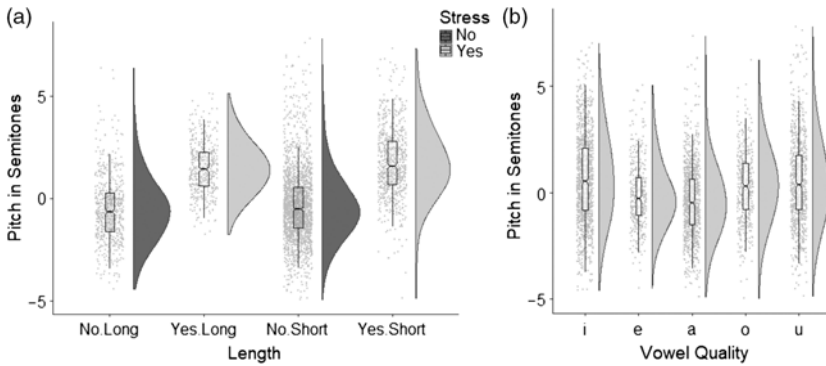 (a)
Stress
No
Yes
Pitch in Semitones
5
0
−5
No.Long Yes.Long No.Short Yes.Short
Length
(b)
Pitch in Semitones
5
0
−5
i e a o u
Vowel Quality